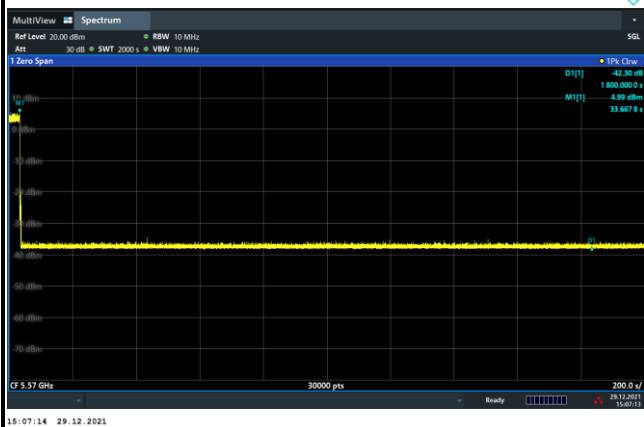 MultiView Spectrum
Ref Level 20.00 dBm RBW 10 MHz SGL
Att 30 dB SWT 2000 s VBW 10 MHz
1 Zero Span 1Pk Clrw
D1[1] -42.30 dB
1 800.000 0 s
M1[1] 4.99 dBm
33.667 8 s
10 dBm
M1
0 dBm
-10 dBm
-20 dBm
-30 dBm
D1
-40 dBm
-50 dBm
-60 dBm
-70 dBm
CF 5.57 GHz 30000 pts 200.0 s/
Ready 29.12.2021
15:07:13
15:07:14 29.12.2021